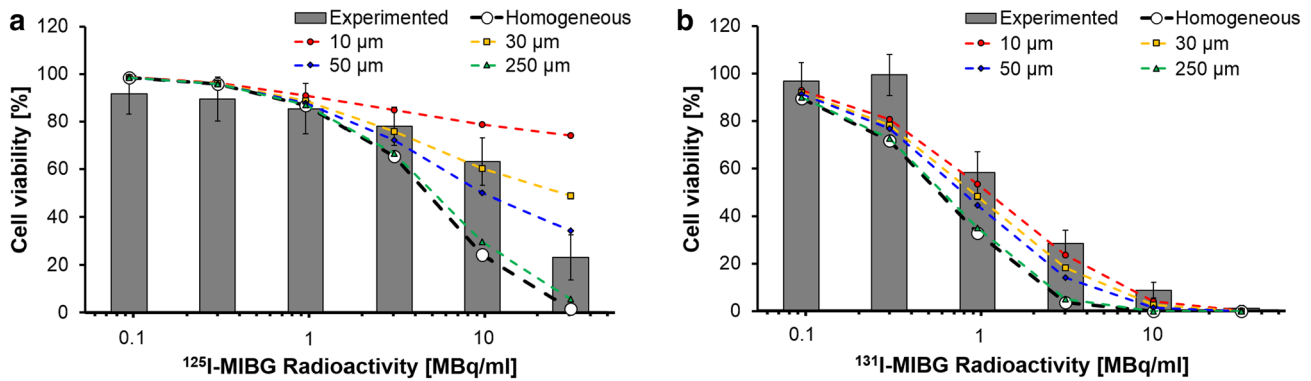 a
Experimented Homogeneous
10 µm 30 µm
50 µm 250 µm
120
100
80
60
40
20
0
Cell viability [%]
0.1 1 10
¹²⁵I-MIBG Radioactivity [MBq/ml]
b
Experimented Homogeneous
10 µm 30 µm
50 µm 250 µm
120
100
80
60
40
20
0
Cell viability [%]
0.1 1 10
¹³¹I-MIBG Radioactivity [MBq/ml]